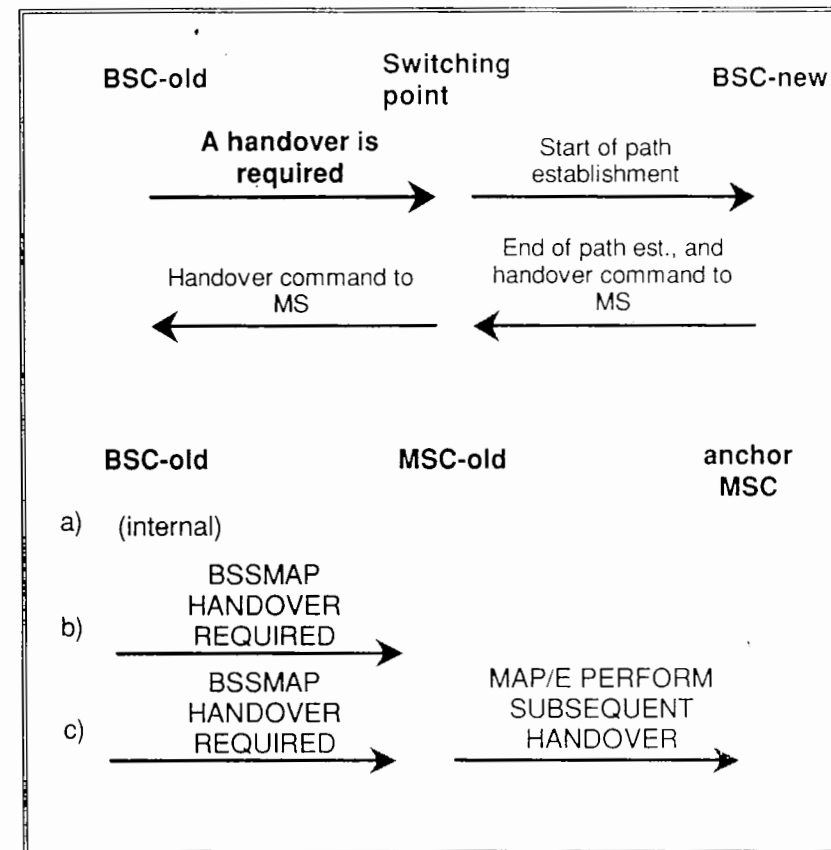 BSC-old Switching point BSC-new
A handover is
required
Start of path
establishment
Handover command to
MS
End of path est., and
handover command to
MS
BSC-old MSC-old anchor
MSC
a) (internal)
b) BSSMAP
HANDOVER
REQUIRED
c) BSSMAP
HANDOVER
REQUIRED
MAP/E PERFORM
SUBSEQUENT
HANDOVER